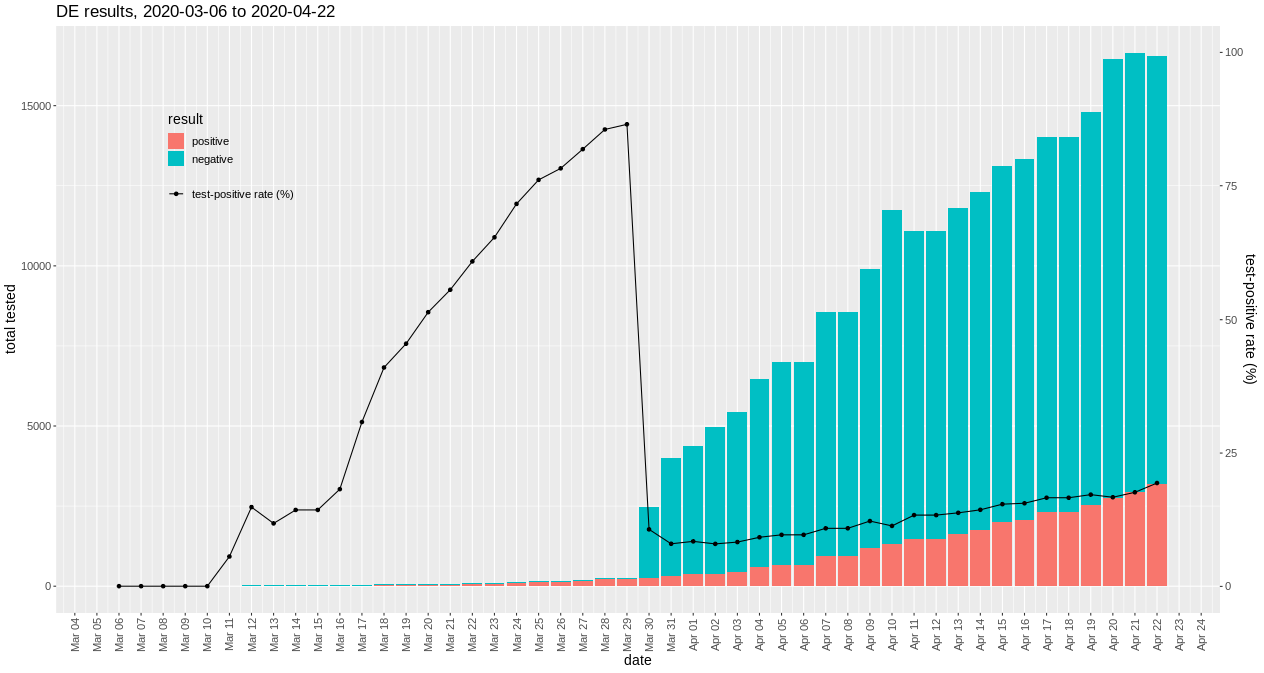 DE results, 2020-03-06 to 2020-04-22
total tested
15000
10000
5000
0
result
positive
negative
test-positive rate (%)
100
75
50
25
0
test-positive rate (%)
Mar 04
Mar 05
Mar 06
Mar 07
Mar 08
Mar 09
Mar 10
Mar 11
Mar 12
Mar 13
Mar 14
Mar 15
Mar 16
Mar 17
Mar 18
Mar 19
Mar 20
Mar 21
Mar 22
Mar 23
Mar 24
Mar 25
Mar 26
Mar 27
Mar 28
Mar 29
Mar 30
Mar 31
Apr 01
Apr 02
Apr 03
Apr 04
Apr 05
Apr 06
Apr 07
Apr 08
Apr 09
Apr 10
Apr 11
Apr 12
Apr 13
Apr 14
Apr 15
Apr 16
Apr 17
Apr 18
Apr 19
Apr 20
Apr 21
Apr 22
Apr 23
Apr 24
date